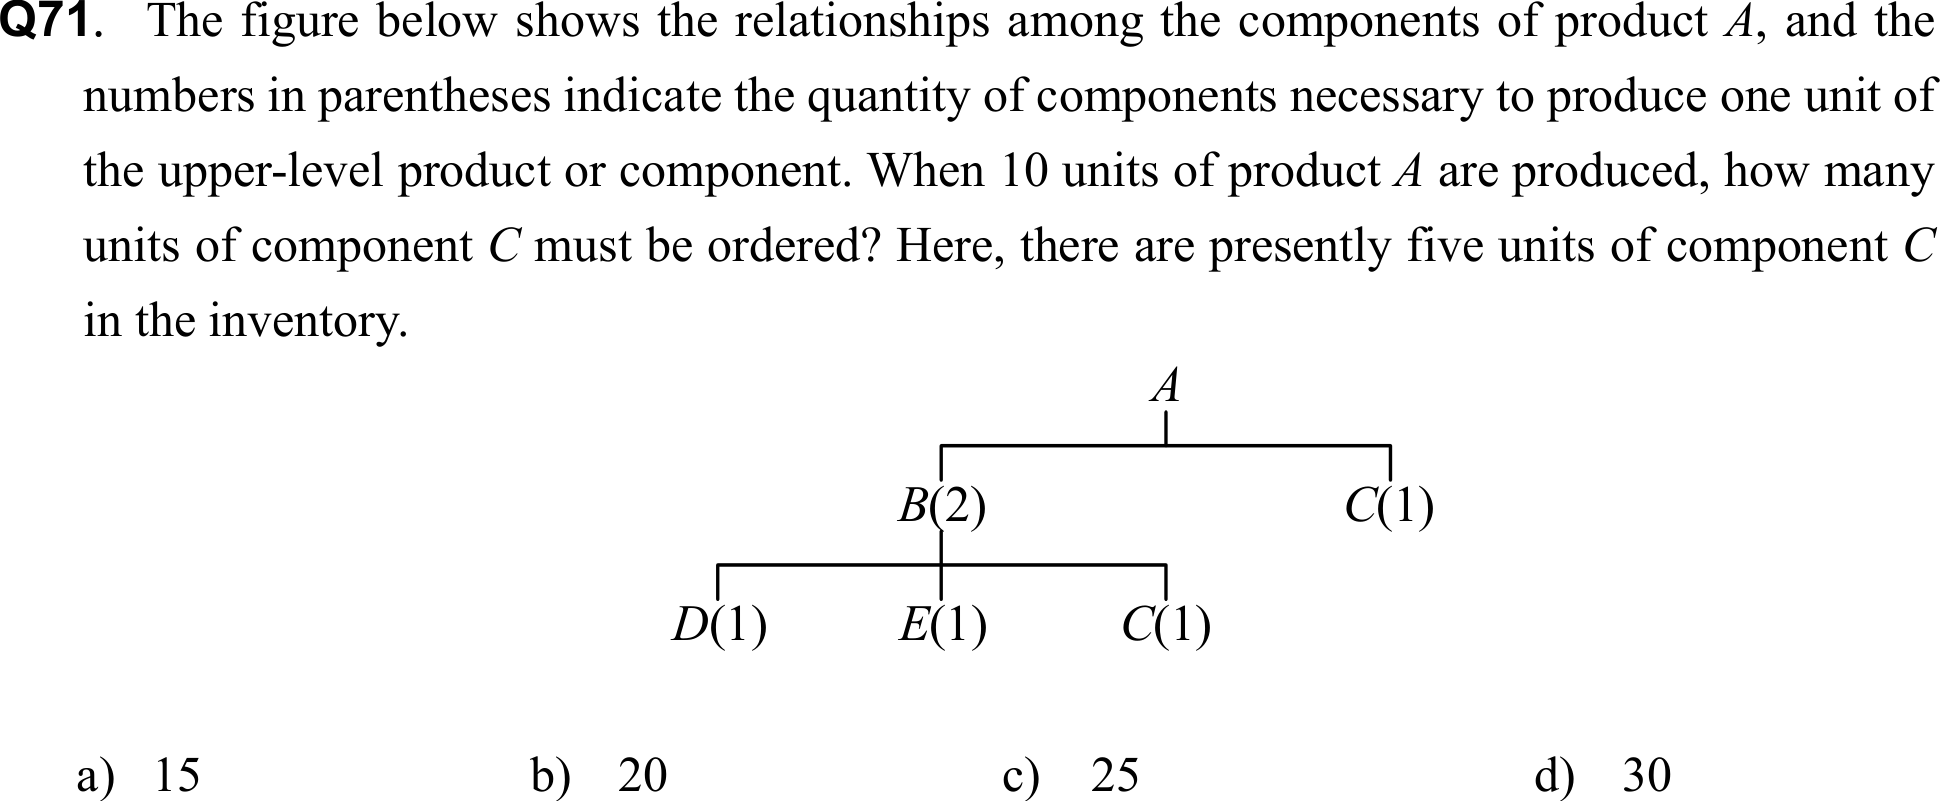 Q71. The figure below shows the relationships among the components of product A, and the
numbers in parentheses indicate the quantity of components necessary to produce one unit of
the upper-level product or component. When 10 units of product A are produced, how many
units of component C must be ordered? Here, there are presently five units of component C
in the inventory.
A
B(2) C(1)
D(1) E(1) C(1)
a) 15 b) 20 c) 25 d) 30